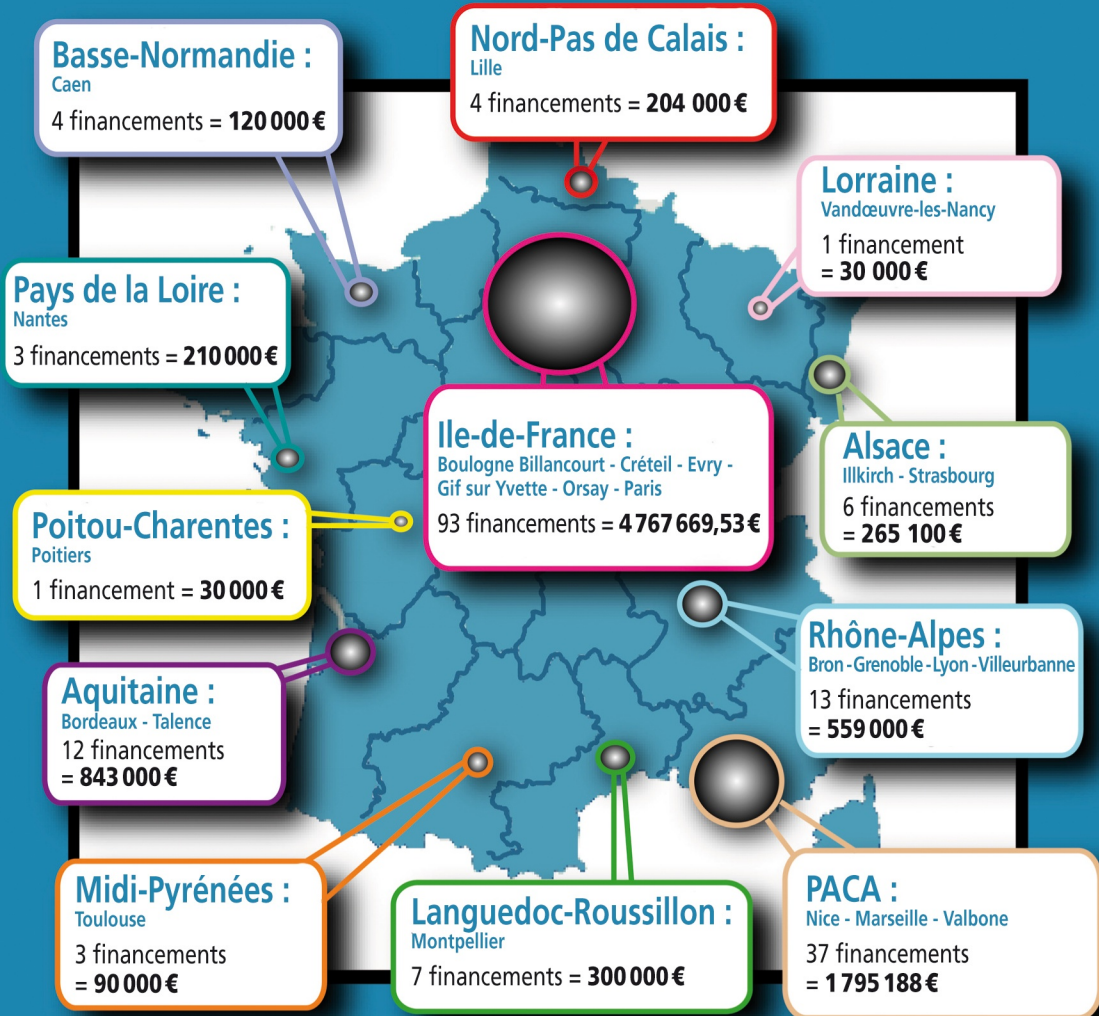 Basse-Normandie :
Caen
4 financements = 120 000 €
Nord-Pas de Calais :
Lille
4 financements = 204 000 €
Lorraine :
Vandœuvre-les-Nancy
1 financement
= 30 000 €
Pays de la Loire :
Nantes
3 financements = 210 000 €
Ile-de-France :
Boulogne Billancourt - Créteil - Evry -
Gif sur Yvette - Orsay - Paris
93 financements = 4 767 669,53 €
Alsace :
Illkirch - Strasbourg
6 financements
= 265 100 €
Poitou-Charentes :
Poitiers
1 financement = 30 000 €
Rhône-Alpes :
Bron - Grenoble - Lyon - Villeurbanne
13 financements
= 559 000 €
Aquitaine :
Bordeaux - Talence
12 financements
= 843 000 €
Midi-Pyrénées :
Toulouse
3 financements
= 90 000 €
Languedoc-Roussillon :
Montpellier
7 financements = 300 000 €
PACA :
Nice - Marseille - Valbone
37 financements
= 1 795 188 €